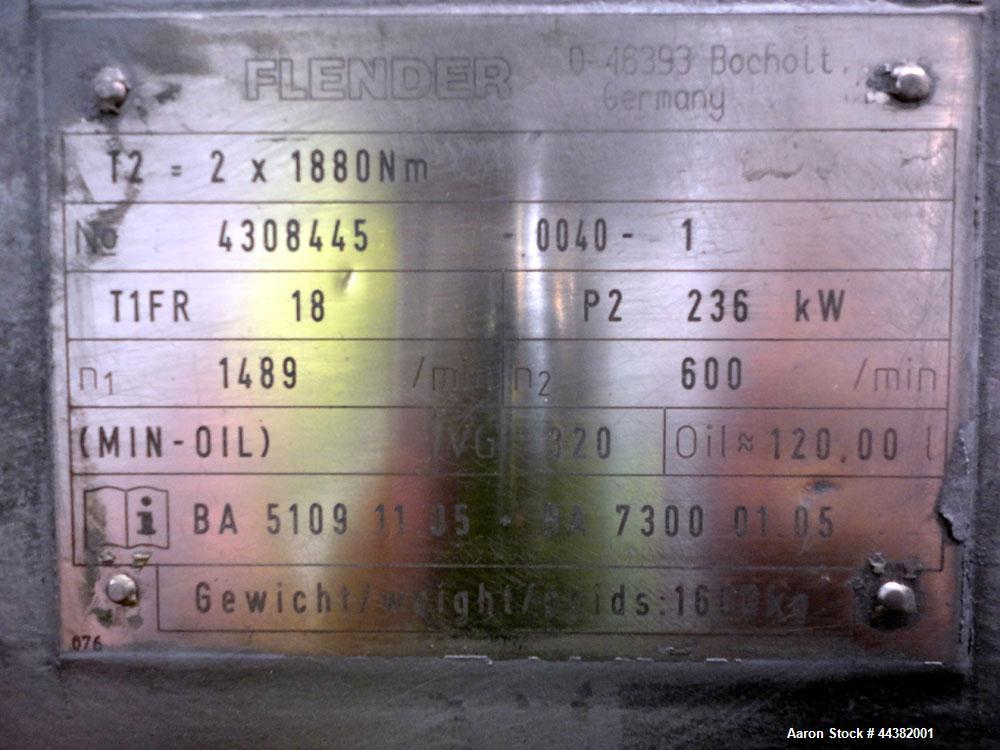 FLENDER D-46393 Bocholt.
Germany
T2 = 2 x 1880Nm
No 4308445 - 0040 - 1
T1FR 18 P2 236 kW
n1 1489 /min n2 600 /min
(MIN-OIL) VG 320 Oil≈120,00 l
i BA 5109 11.05 + BA 7300 01.05
Gewicht/weight/poids:
076
Aaron Stock # 44382001